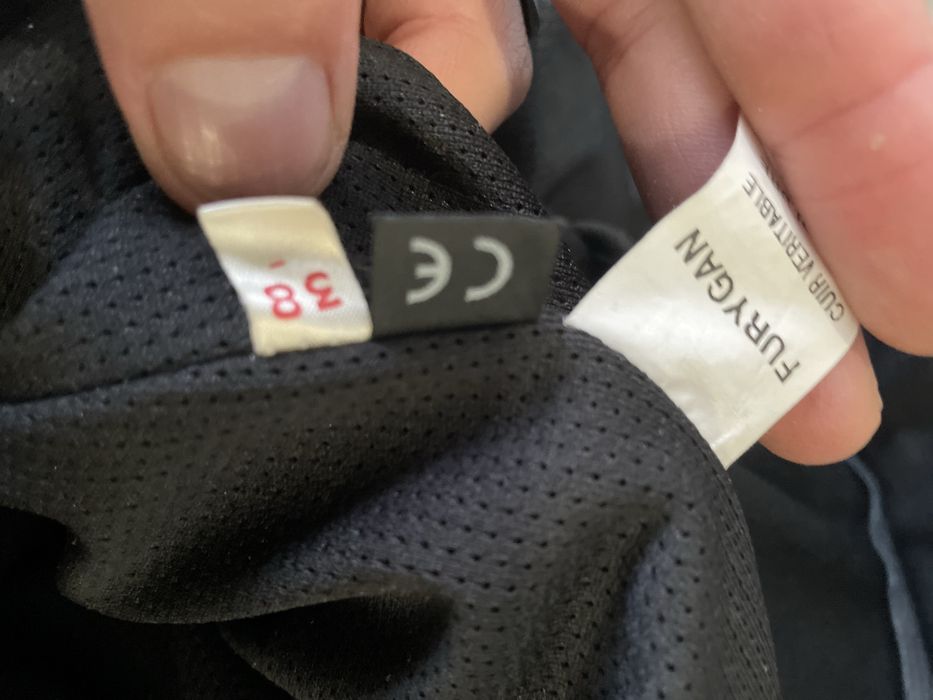 38
CE
FURYGAN
CUIR VERITABLE